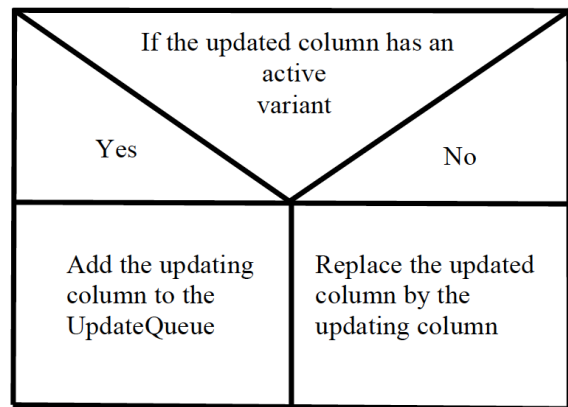 If the updated column has an
active
variant
Yes
No
Add the updating
column to the
UpdateQueue
Replace the updated
column by the
updating column